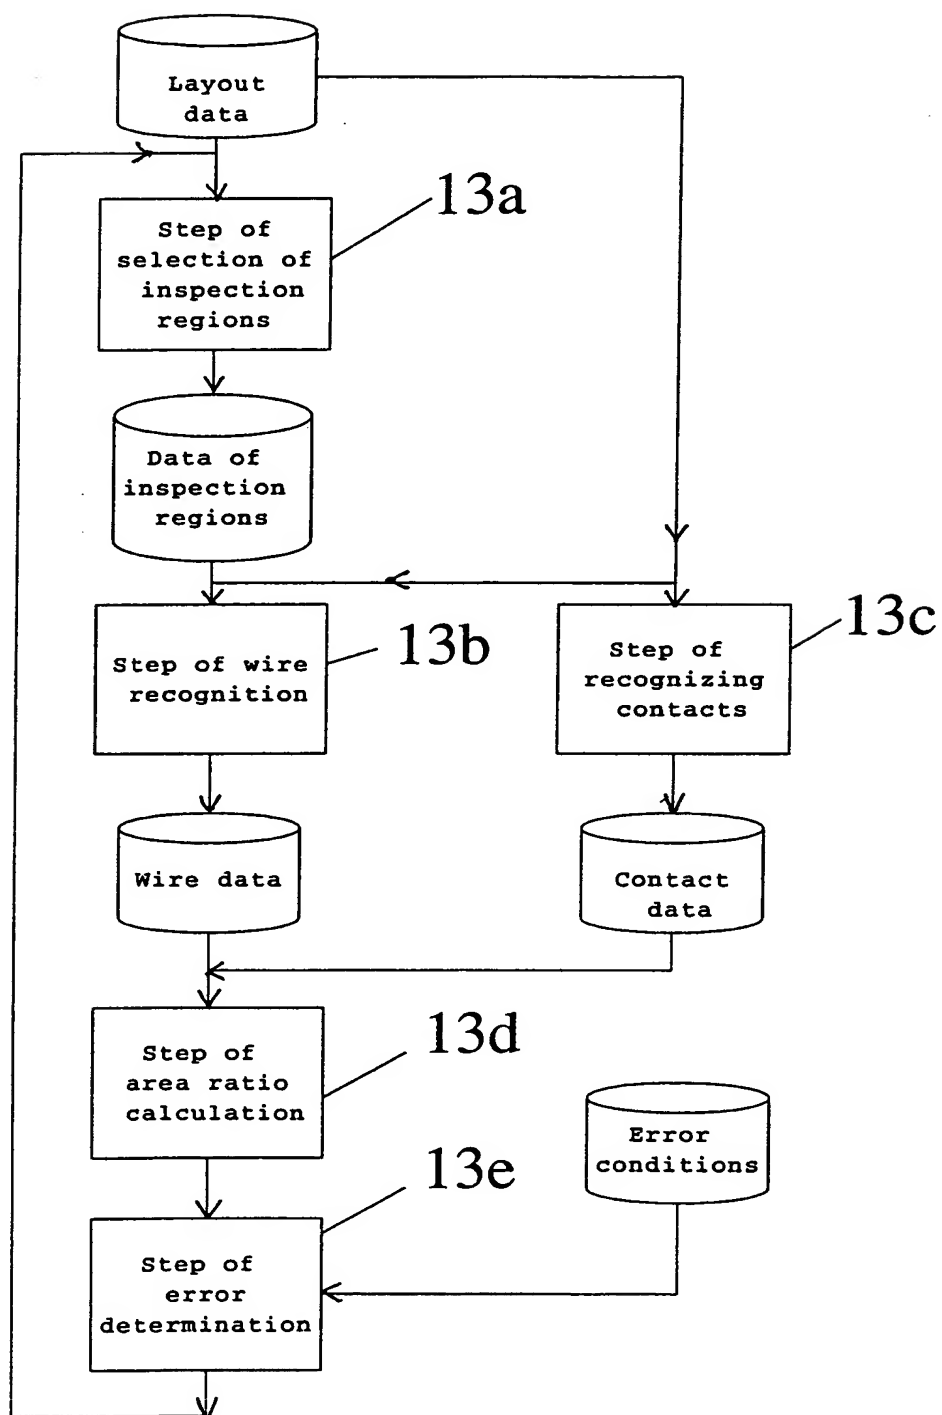 Layout
data
13a
Step of
selection of
inspection
regions
Data of
inspection
regions
13b
Step of wire
recognition
13c
Step of
recognizing
contacts
Wire data
Contact
data
13d
Step of
area ratio
calculation
Error
conditions
13e
Step of
error
determination